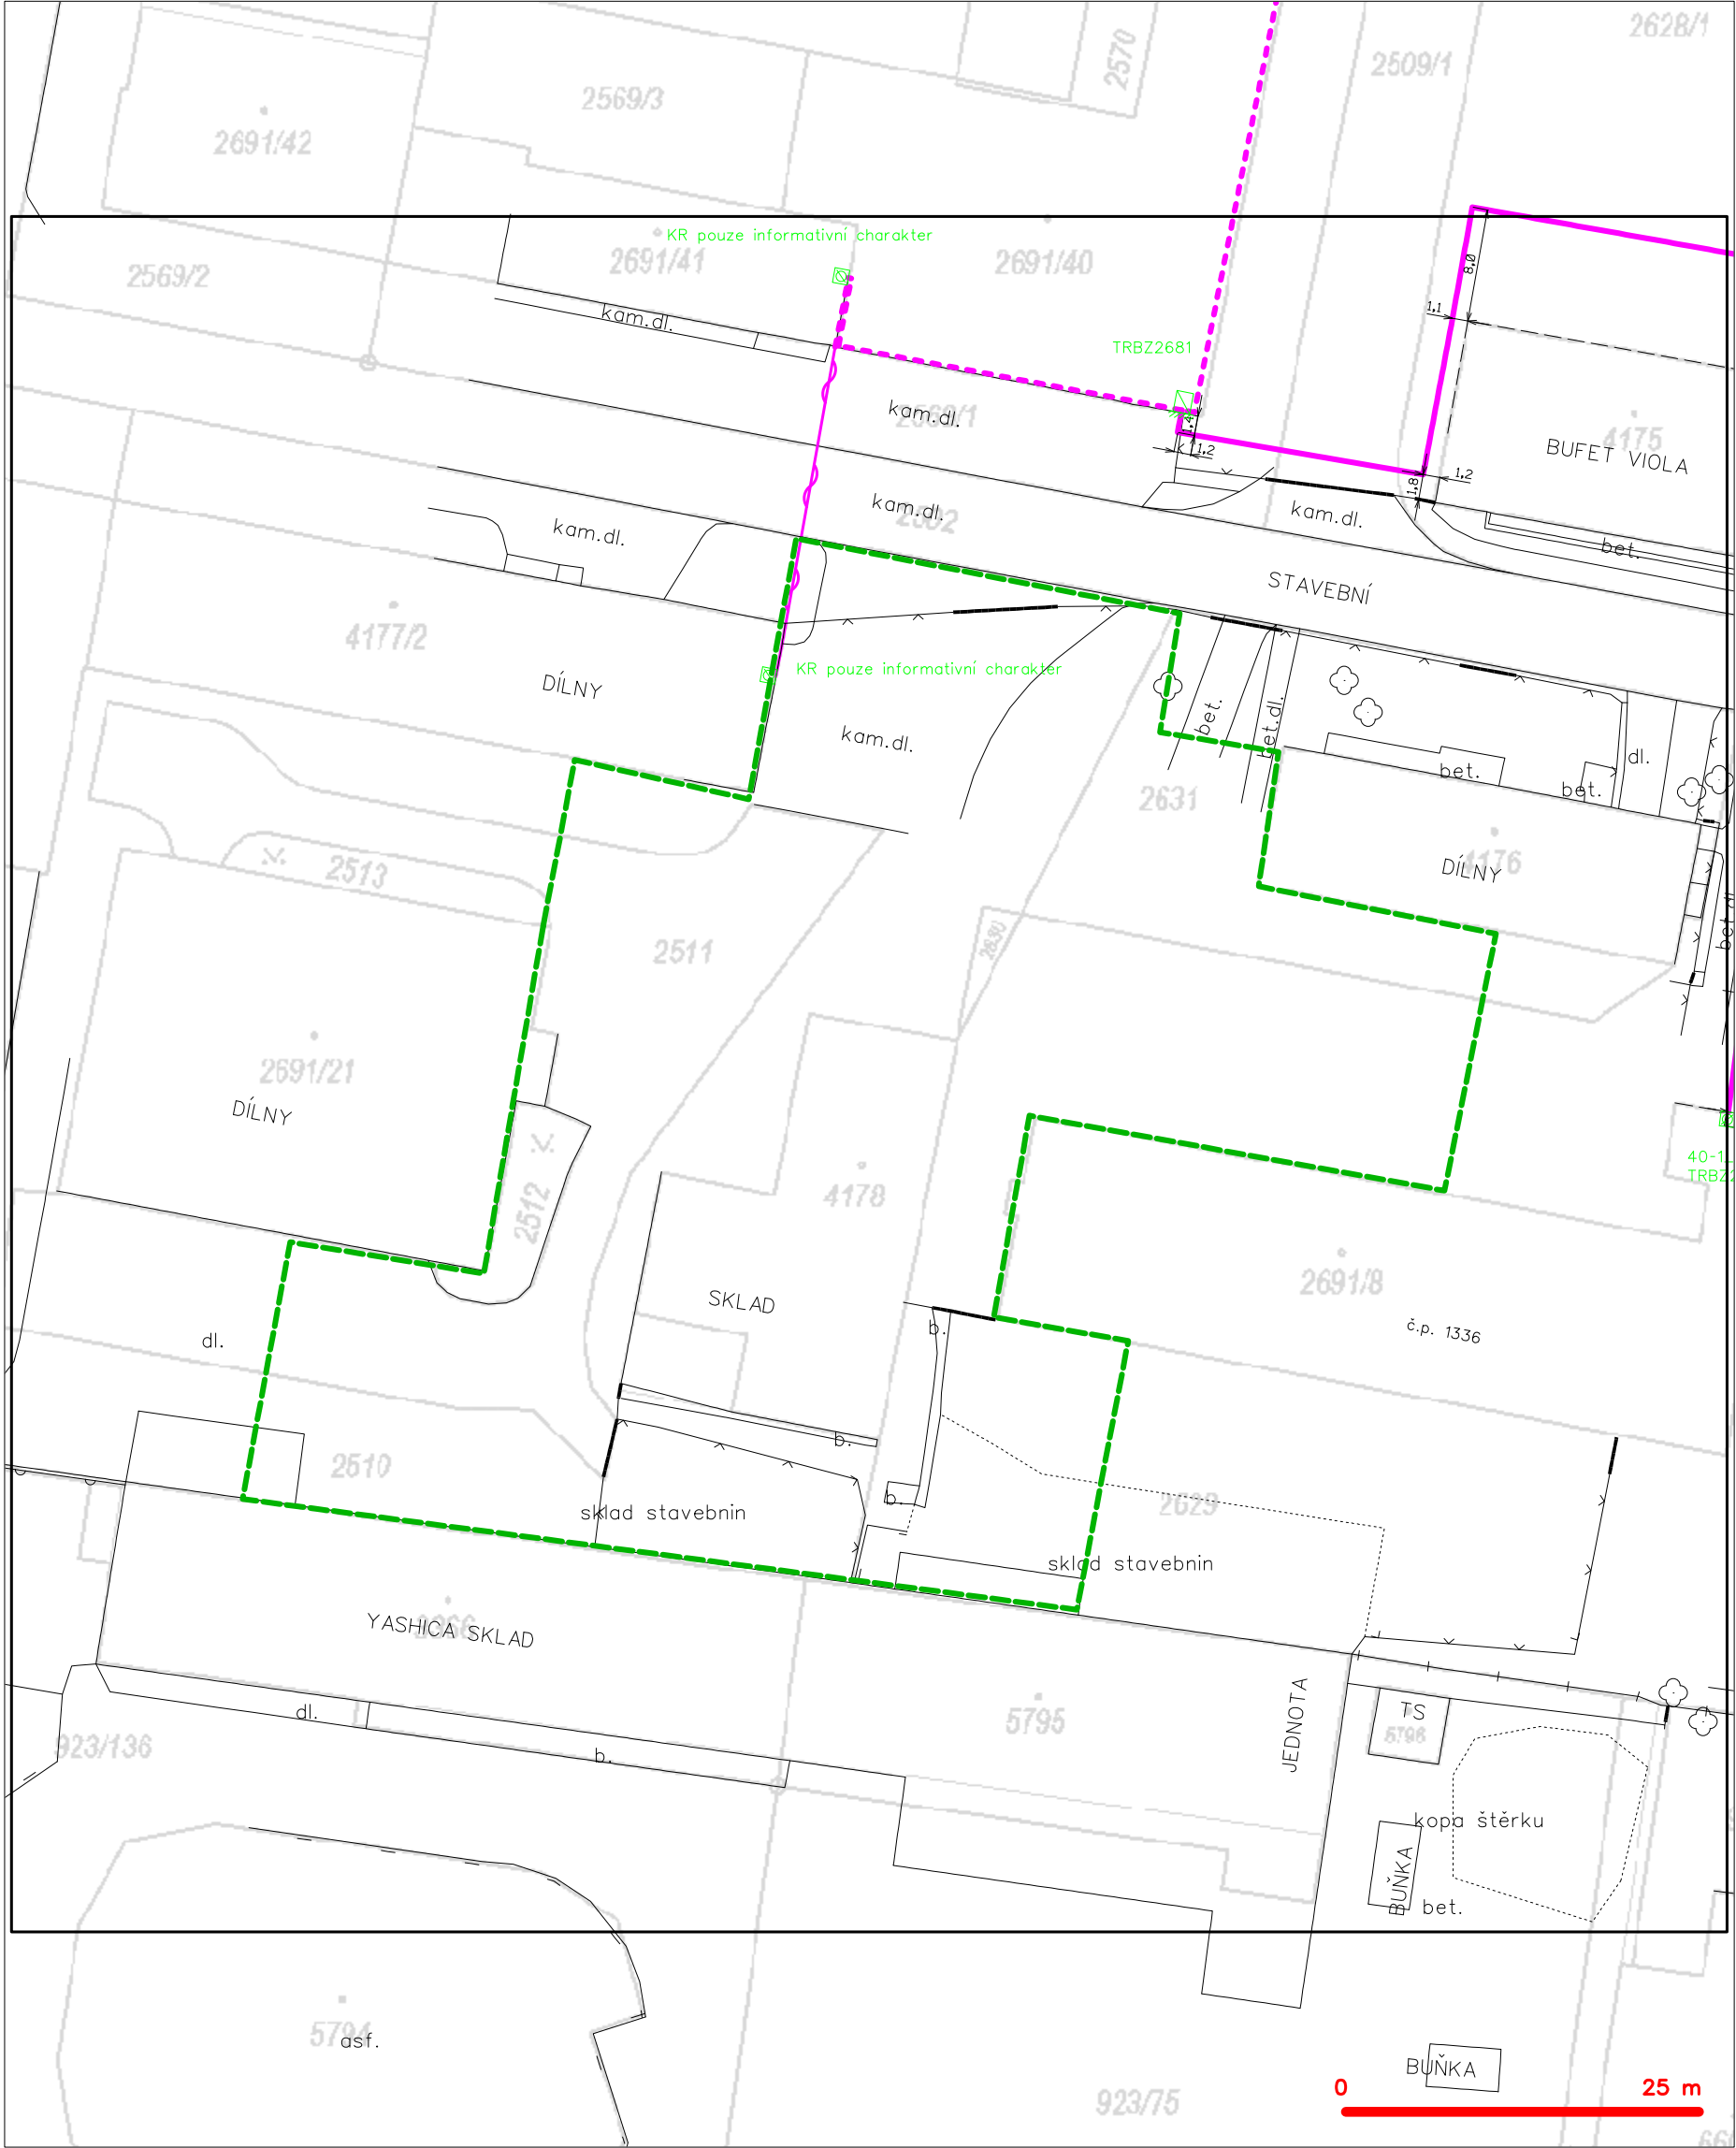 2628/1
2570
2509/1
2569/3
2691/42
KR pouze informativní charakter
2691/41
2691/40
8,0
2569/2
1,1
kam.dl.
TRBZ2681
kam.dl.
4175
1,4
BUFET VIOLA
1,2
1,2
1,8
kam.dl.
kam.dl.
kam.dl.
bet.
STAVEBNÍ
4177/2
KR pouze informativní charakter
DÍLNY
bet.
bet.dl.
kam.dl.
dl.
bet.
bet.
2631
4176
DÍLNY
2513
2511
2630
2691/21
DÍLNY
40-1
4178
2512
2691/8
SKLAD
b.
č.p. 1336
dl.
b.
2510
b.
2629
sklad stavebnin
sklad stavebnin
YASHICA SKLAD
JEDNOTA
dl.
TS
5795
5796
923/136
b.
kopa štěrku
BUŇKA
bet.
5794
asf.
BUŇKA
0
25 m
923/75